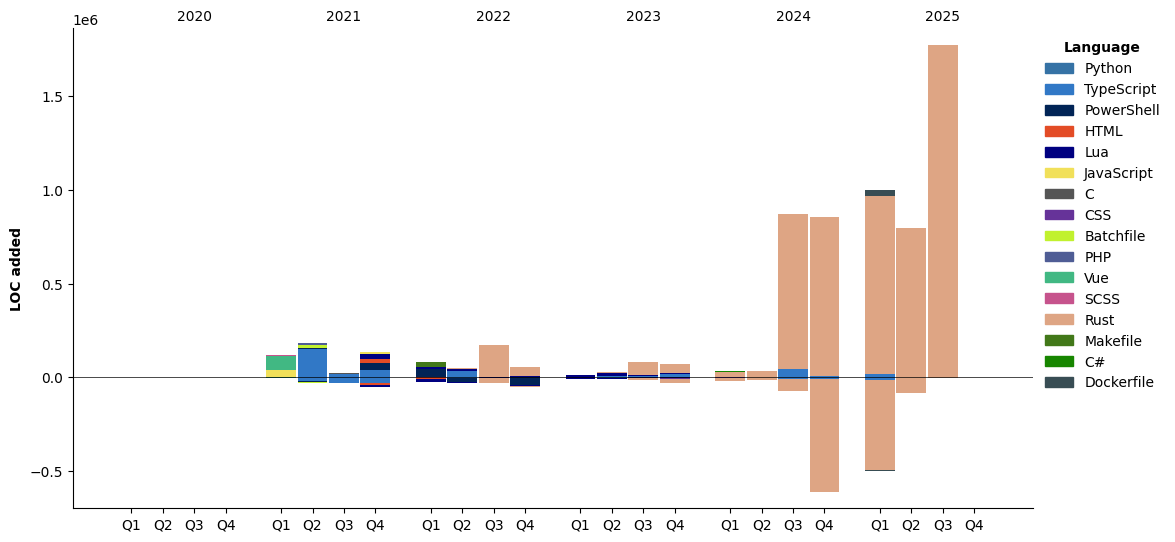 1e6
2020 2021 2022 2023 2024 2025
LOC added
1.5
1.0
0.5
0.0
−0.5
Q1 Q2 Q3 Q4 Q1 Q2 Q3 Q4 Q1 Q2 Q3 Q4 Q1 Q2 Q3 Q4 Q1 Q2 Q3 Q4 Q1 Q2 Q3 Q4
Language
Python
TypeScript
PowerShell
HTML
Lua
JavaScript
C
CSS
Batchfile
PHP
Vue
SCSS
Rust
Makefile
C#
Dockerfile